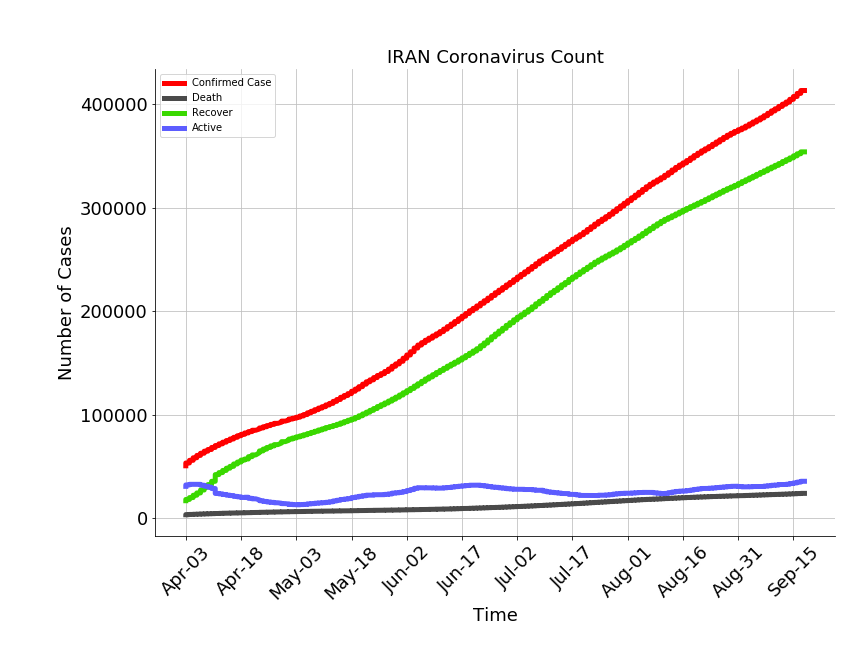 IRAN Coronavirus Count
Confirmed Case
Death
Recover
Active
Number of Cases
400000
300000
200000
100000
0
Apr-03
Apr-18
May-03
May-18
Jun-02
Jun-17
Jul-02
Jul-17
Aug-01
Aug-16
Aug-31
Sep-15
Time